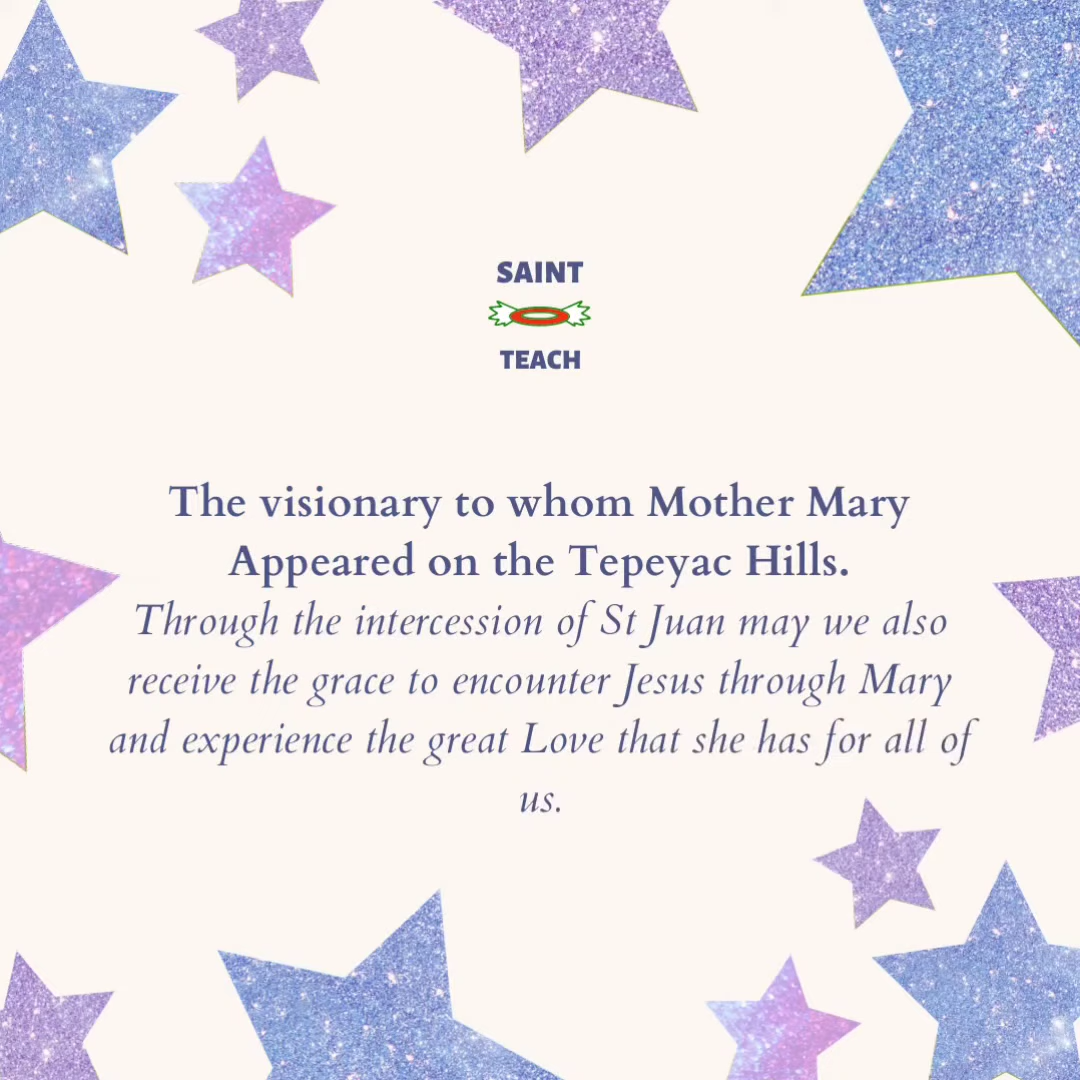 SAINT
TEACH
The visionary to whom Mother Mary
Appeared on the Tepeyac Hills.
Through the intercession of St Juan may we also
receive the grace to encounter Jesus through Mary
and experience the great Love that she has for all of
us.